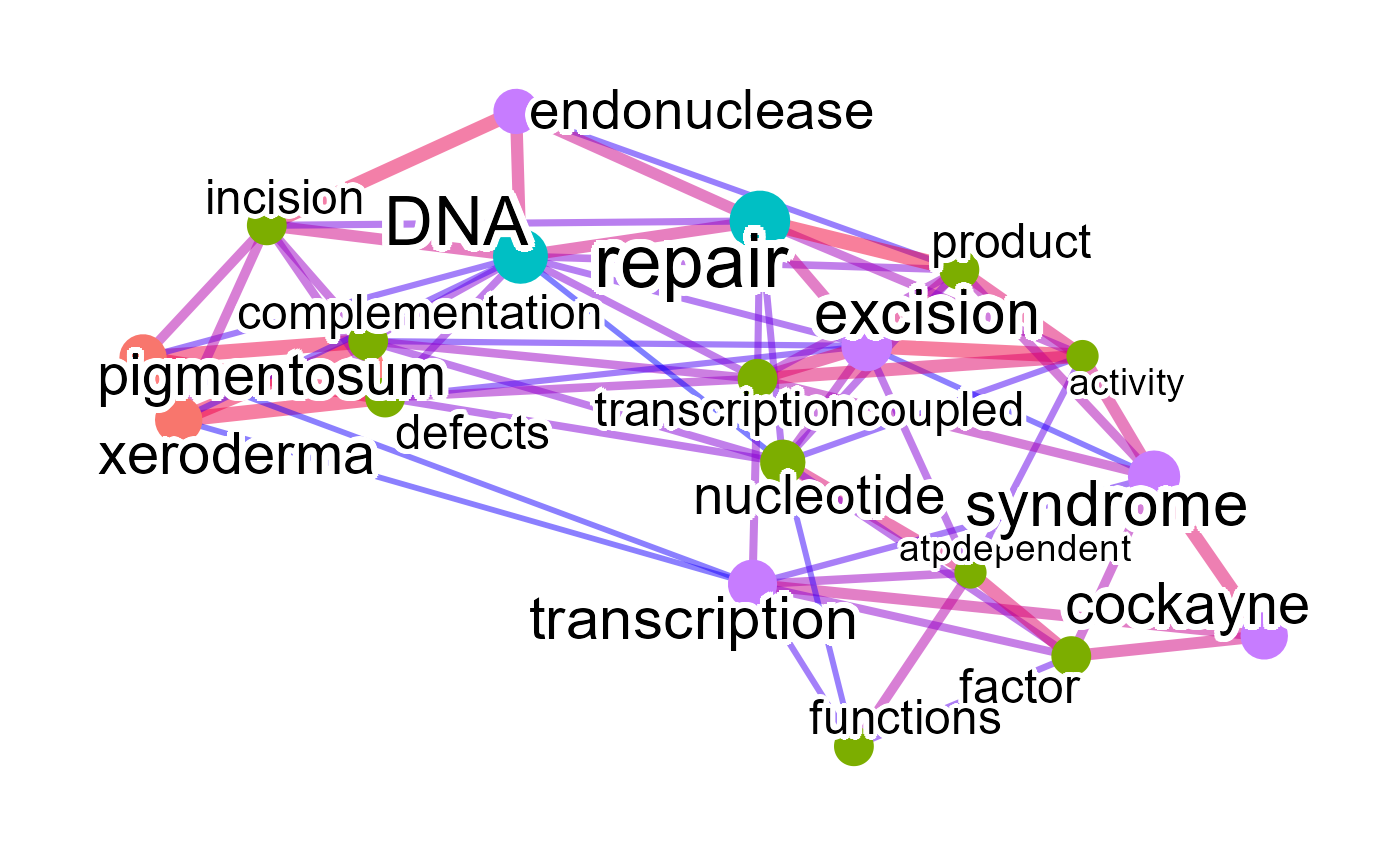 endonuclease
incision
DNA
repair
product
complementation
excision
pigmentosum
activity
transcriptioncoupled
defects
xeroderma
nucleotide
syndrome
atpdependent
cockayne
transcription
factor
functions